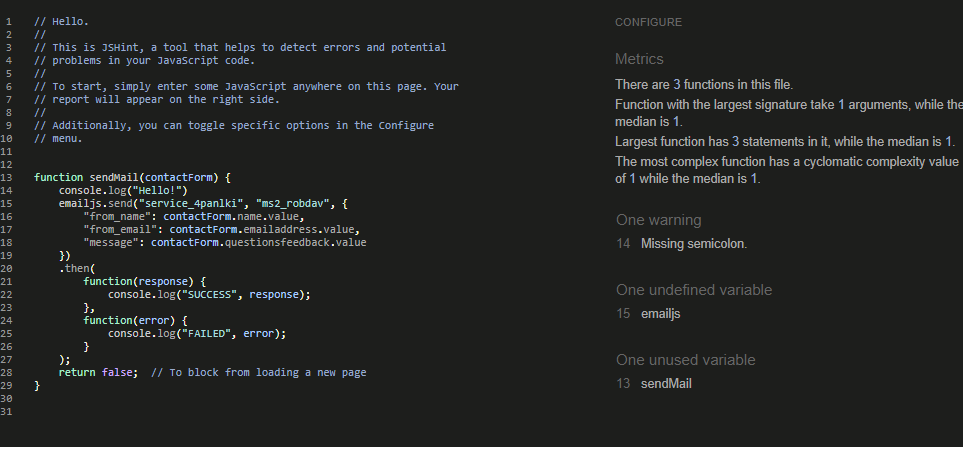 1 // Hello.
2 //
3 // This is JSHint, a tool that helps to detect errors and potential
4 // problems in your JavaScript code.
5 //
6 // To start, simply enter some JavaScript anywhere on this page. Your
7 // report will appear on the right side.
8 //
9 // Additionally, you can toggle specific options in the Configure
10 // menu.
11
12
13 function sendMail(contactForm) {
14     console.log("Hello!")
15     emailjs.send("service_4panlki", "ms2_robdav", {
16         "from_name": contactForm.name.value,
17         "from_email": contactForm.emailaddress.value,
18         "message": contactForm.questionsfeedback.value
19     })
20     .then(
21         function(response) {
22             console.log("SUCCESS", response);
23         },
24         function(error) {
25             console.log("FAILED", error);
26         }
27     );
28     return false;  // To block from loading a new page
29 }
30
31
CONFIGURE
Metrics
There are 3 functions in this file.
Function with the largest signature take 1 arguments, while the
median is 1.
Largest function has 3 statements in it, while the median is 1.
The most complex function has a cyclomatic complexity value
of 1 while the median is 1.
One warning
14 Missing semicolon.
One undefined variable
15 emailjs
One unused variable
13 sendMail